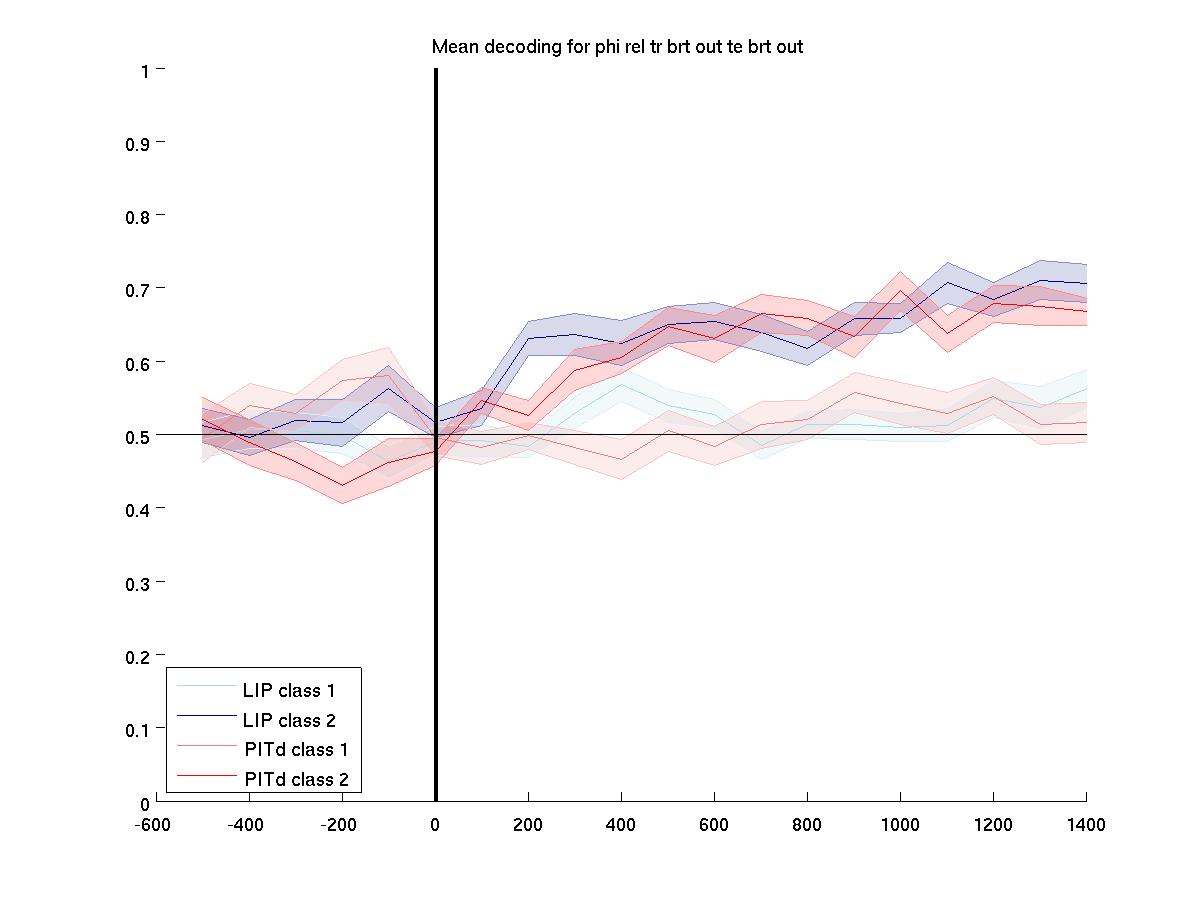 Mean decoding for phi rel tr brt out te brt out
1
0.9
0.8
0.7
0.6
0.5
0.4
0.3
0.2
0.1
0
LIP class 1
LIP class 2
PITd class 1
PITd class 2
-600 -400 -200 0 200 400 600 800 1000 1200 1400